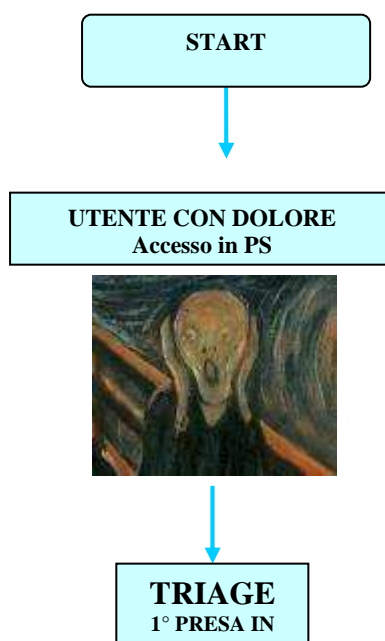 START
UTENTE CON DOLORE
Accesso in PS
TRIAGE
1° PRESA IN